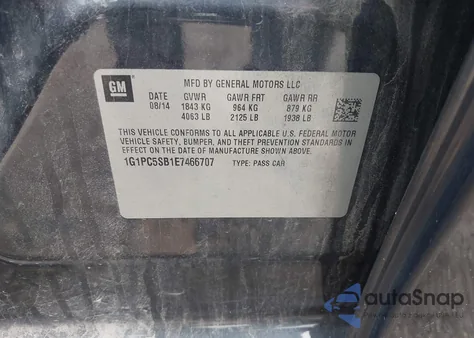 GM
MFD BY GENERAL MOTORS LLC
DATE GVWR GAWR FRT GAWR RR
08/14 1843 KG 964 KG 879 KG
4063 LB 2125 LB 1938 LB
THIS VEHICLE CONFORMS TO ALL APPLICABLE U.S. FEDERAL MOTOR
VEHICLE SAFETY, BUMPER, AND THEFT PREVENTION STANDARDS IN
EFFECT ON THE DATE OF MANUFACTURE SHOWN ABOVE.
1G1PC5SB1E7466707 TYPE: PASS CAR
autoSnap